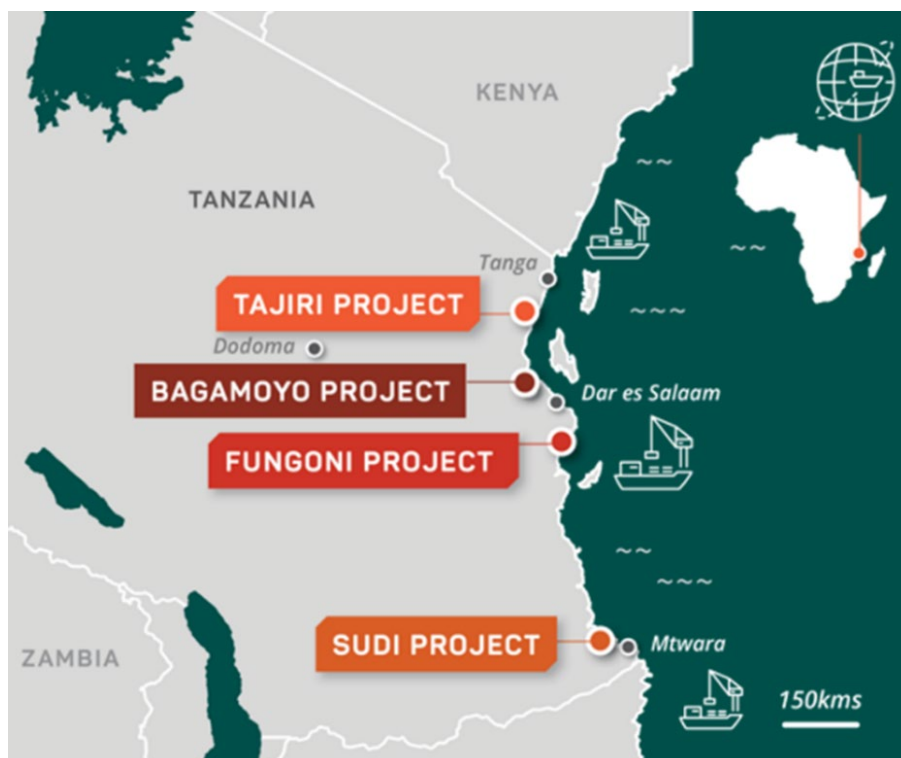 KENYA
TANZANIA
Tanga
TAJIRI PROJECT
Dodoma
BAGAMOYO PROJECT
Dar es Salaam
FUNGONI PROJECT
SUDI PROJECT
Mtwara
ZAMBIA
150kms